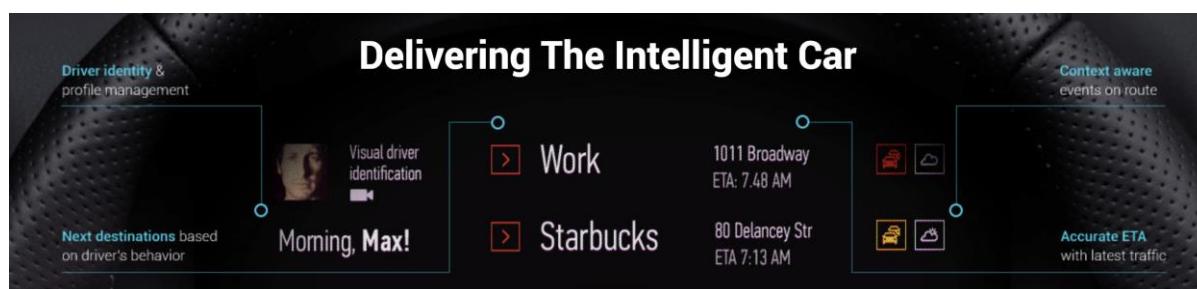 Delivering The Intelligent Car
Driver identity &
profile management
Context aware
events on route
Visual driver
identification
Morning, Max!
Work
1011 Broadway
ETA: 7.48 AM
Starbucks
80 Delancey Str
ETA 7:13 AM
Next destinations based
on driver's behavior
Accurate ETA
with latest traffic